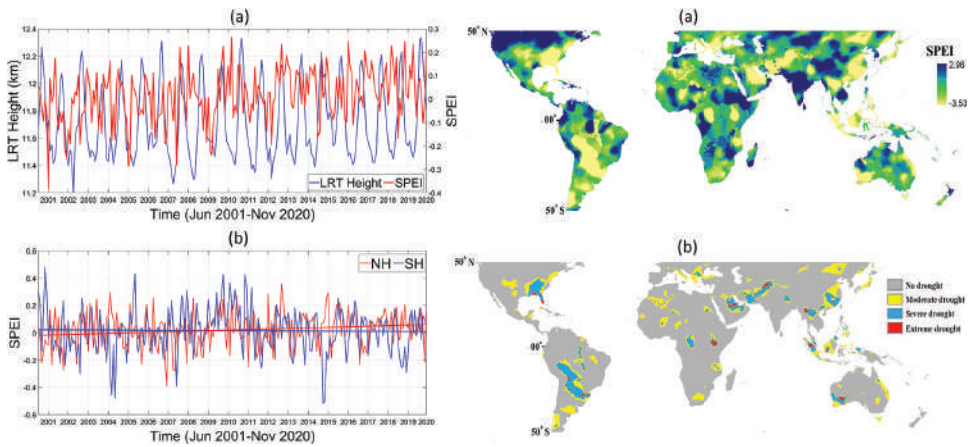 (a)
12.4
12.2
12
11.8
11.6
11.4
11.2
LRT Height (km)
0.3
0.2
0.1
0
-0.1
-0.2
-0.3
-0.4
SPEI
LRT Height SPEI
2001 2002 2003 2004 2005 2006 2007 2008 2009 2010 2011 2012 2013 2014 2015 2016 2017 2018 2019 2020
Time (Jun 2001-Nov 2020)
(a)
50°N
00°
50°S
SPEI
2.98
-3.53
(b)
0.6
0.4
0.2
0
-0.2
-0.4
-0.6
SPEI
NH SH
2001 2002 2003 2004 2005 2006 2007 2008 2009 2010 2011 2012 2013 2014 2015 2016 2017 2018 2019 2020
Time (Jun 2001-Nov 2020)
(b)
50°N
00°
50°S
No drought
Moderate drought
Severe drought
Extreme drought